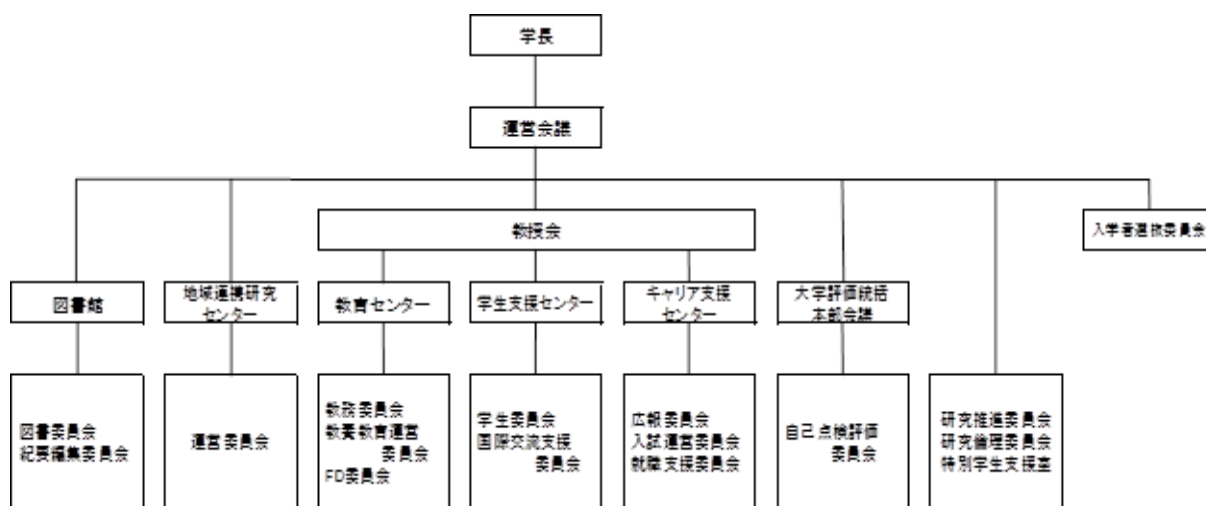 学長
運営会議
教授会
入学者選抜委員会
図書館
地域連携研究
センター
教育センター
学生支援センター
キャリア支援
センター
大学評価統括
本部会議
図書委員会
紀要編集委員会
運営委員会
教務委員会
教養教育運営
委員会
FD委員会
学生委員会
国際交流支援
委員会
広報委員会
入試運営委員会
就職支援委員会
自己点検評価
委員会
研究推進委員会
研究倫理委員会
特別学生支援室